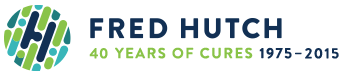 FRED HUTCH
40 YEARS OF CURES 1975–2015